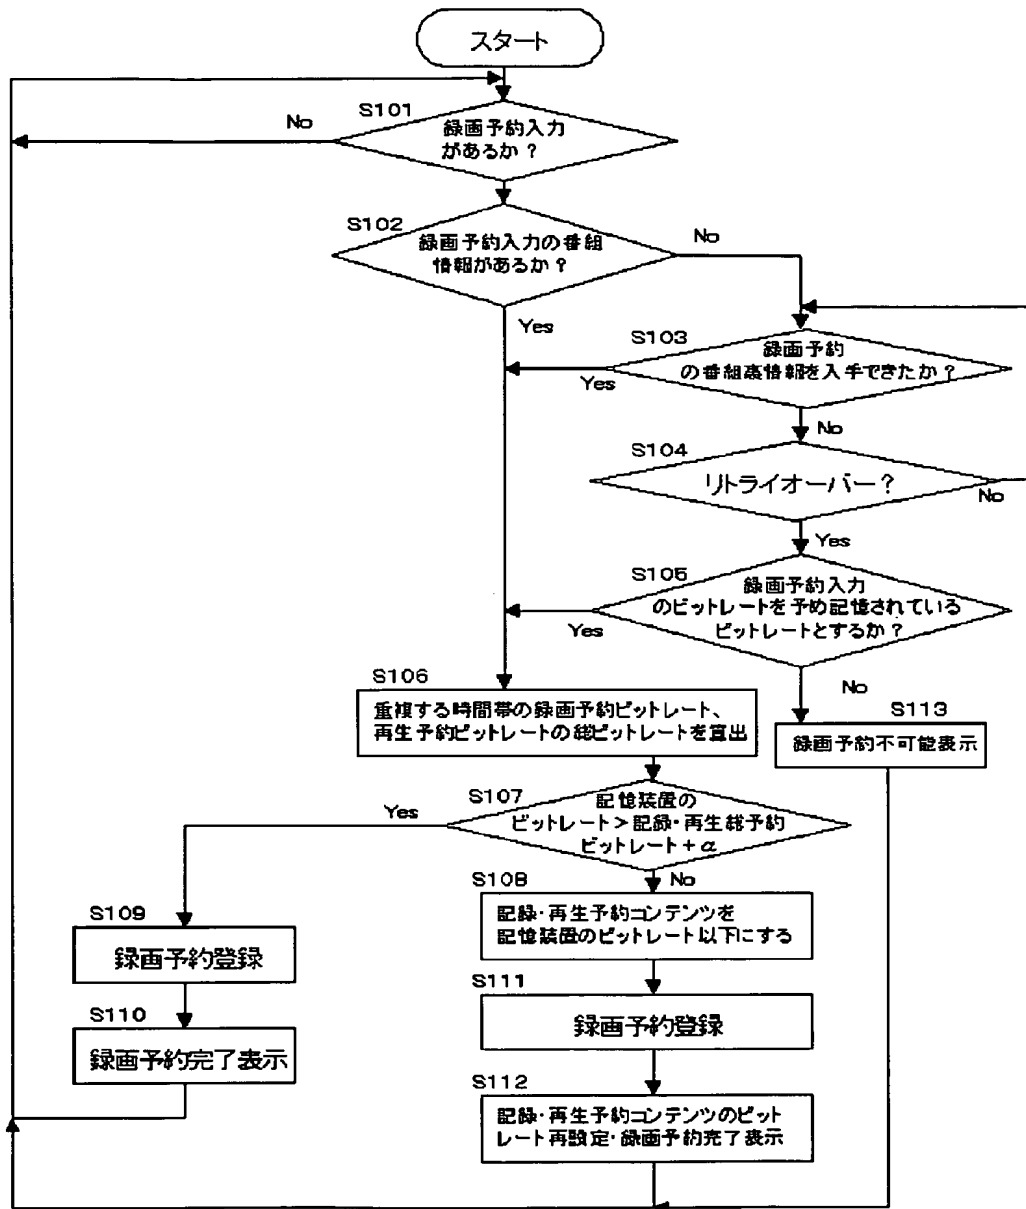 スタート
S101
No
録画予約入力
があるか？
S102
録画予約入力の番組
情報があるか？
No
Yes
S103
録画予約
の番組表情報を入手できたか？
Yes
No
S104
リトライオーバー？
No
Yes
S105
録画予約入力
のビットレートを予め記憶されている
ビットレートとするか？
Yes
No
S106
重複する時間帯の録画予約ビットレート、
再生予約ビットレートの総ビットレートを算出
S113
録画予約不可能表示
S107
Yes
記憶装置の
ビットレート＞記録・再生総予約
ビットレート＋α
No
S108
記録・再生予約コンテンツを
記憶装置のビットレート以下にする
S109
録画予約登録
S111
録画予約登録
S110
録画予約完了表示
S112
記録・再生予約コンテンツのビット
レート再設定・録画予約完了表示